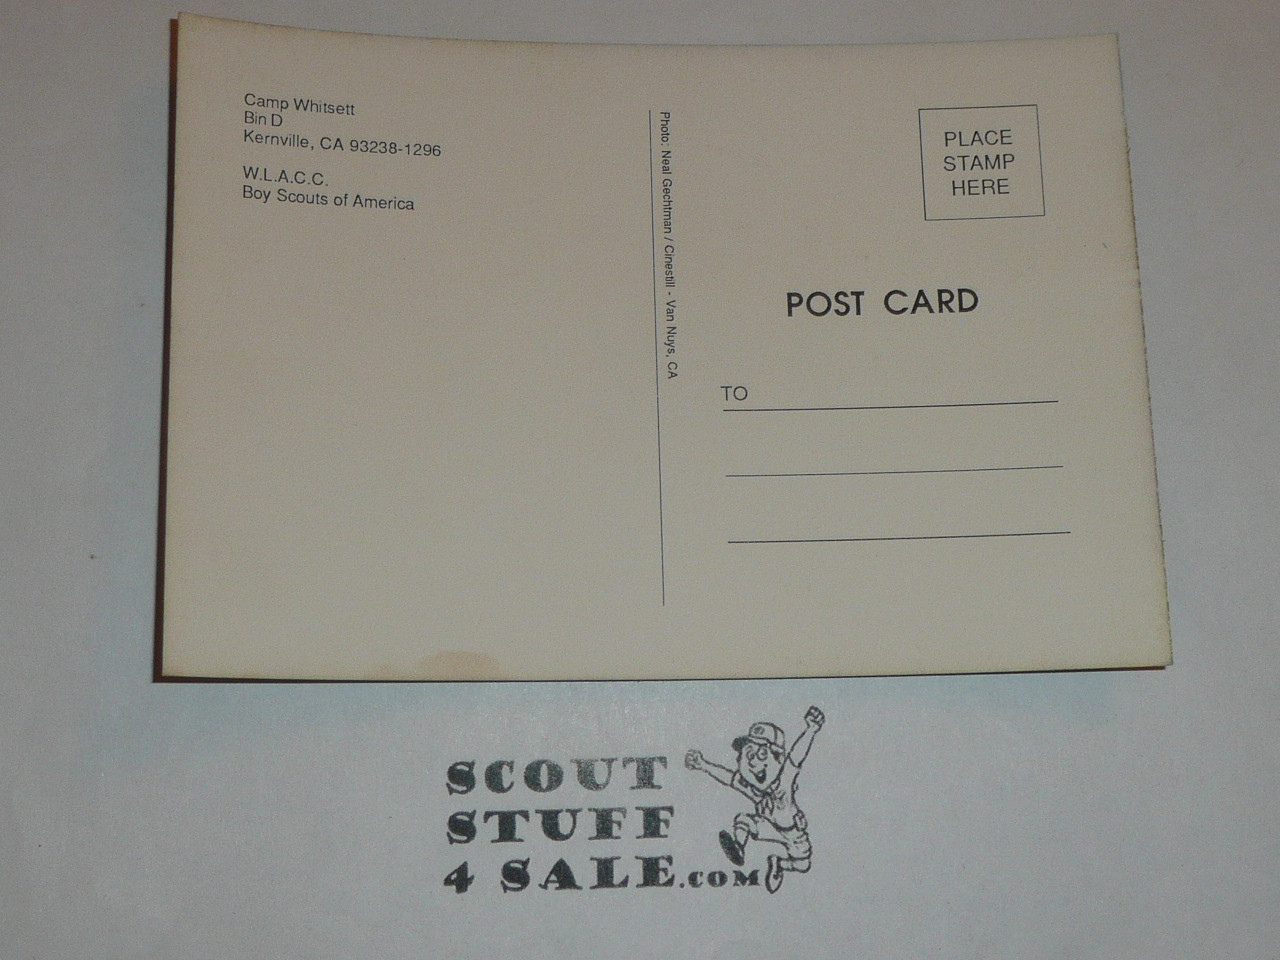 Camp Whitsett
Bin D
Kernville, CA 93238-1296
W.L.A.C.C.
Boy Scouts of America
Photo: Neal Gechtman / Cinestill - Van Nuys, CA
PLACE
STAMP
HERE
POST CARD
TO
SCOUT
STUFF
4 SALE.COM